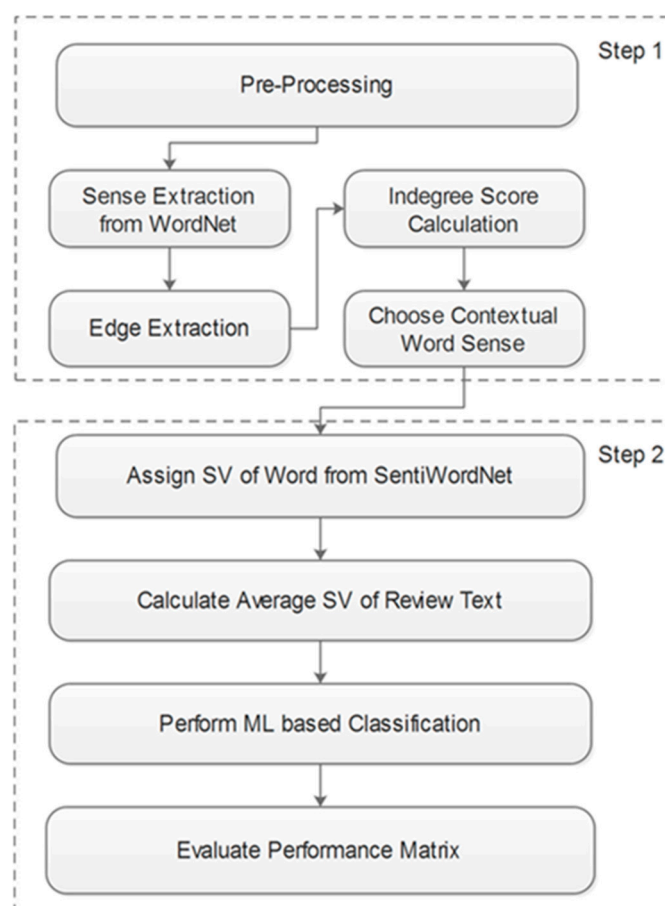 Step 1
Pre-Processing
Sense Extraction
from WordNet
Indegree Score
Calculation
Edge Extraction
Choose Contextual
Word Sense
Step 2
Assign SV of Word from SentiWordNet
Calculate Average SV of Review Text
Perform ML based Classification
Evaluate Performance Matrix